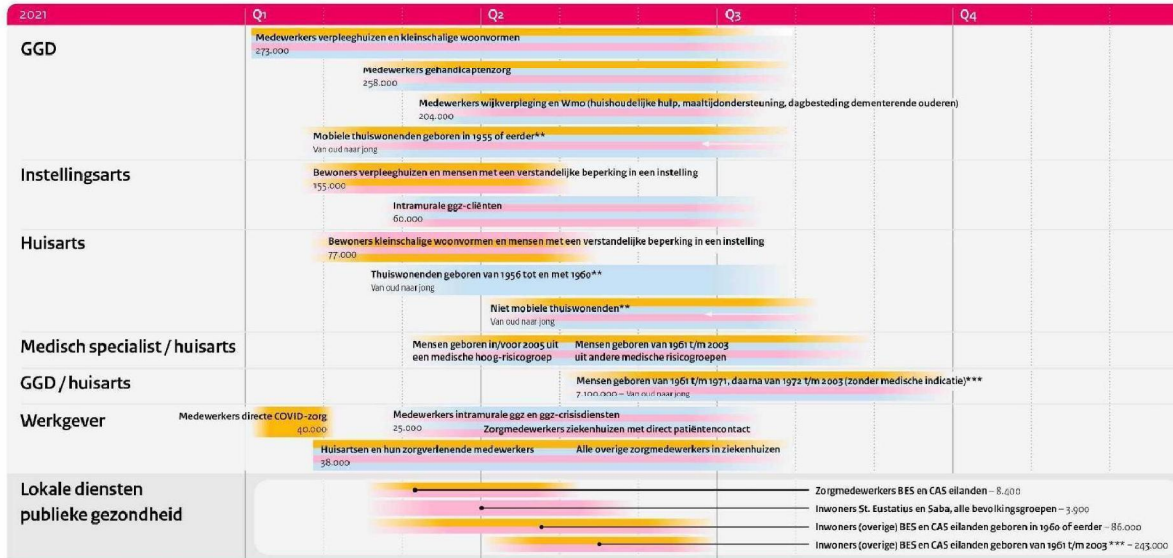 2021 Q1 Q2 Q3 Q4
GGD
Medewerkers verpleeghuizen en kleinschalige woonvormen
273.000
Medewerkers gehandicaptenzorg
258.000
Medewerkers wijkverpleging en Wmo (huishoudelijke hulp, maaltijdondersteuning, dagbesteding dementerende ouderen)
204.000
Mobiele thuiswonenden geboren in 1955 of eerder**
Van oud naar jong
Instellingsarts
Bewoners verpleeghuizen en mensen met een verstandelijke beperking in een instelling
155.000
Intramurale ggz-cliënten
60.000
Huisarts
Bewoners kleinschalige woonvormen en mensen met een verstandelijke beperking in een instelling
77.000
Thuiswonenden geboren van 1956 tot en met 1960**
Van oud naar jong
Niet mobiele thuiswonenden**
Van oud naar jong
Medisch specialist / huisarts
Mensen geboren in/voor 2005 uit
een medische hoog-risicogroep
Mensen geboren van 1961 t/m 2003
uit andere medische risicogroepen
GGD / huisarts
Mensen geboren van 1961 t/m 1971, daarna van 1972 t/m 2003 (zonder medische indicatie)***
7.100.000 – Van oud naar jong
Werkgever
Medewerkers directe COVID-zorg
40.000
Medewerkers intramurale ggz en ggz-crisisdiensten
25.000
Zorgmedewerkers ziekenhuizen met direct patiëntencontact
Huisartsen en hun zorgverlenende medewerkers
38.000
Alle overige zorgmedewerkers in ziekenhuizen
Lokale diensten
publieke gezondheid
Zorgmedewerkers BES en CAS eilanden – 8.400
Inwoners St. Eustatius en Saba, alle bevolkingsgroepen – 3.900
Inwoners (overige) BES en CAS eilanden geboren in 1960 of eerder – 86.000
Inwoners (overige) BES en CAS eilanden geboren van 1961 t/m 2003 *** – 243.000